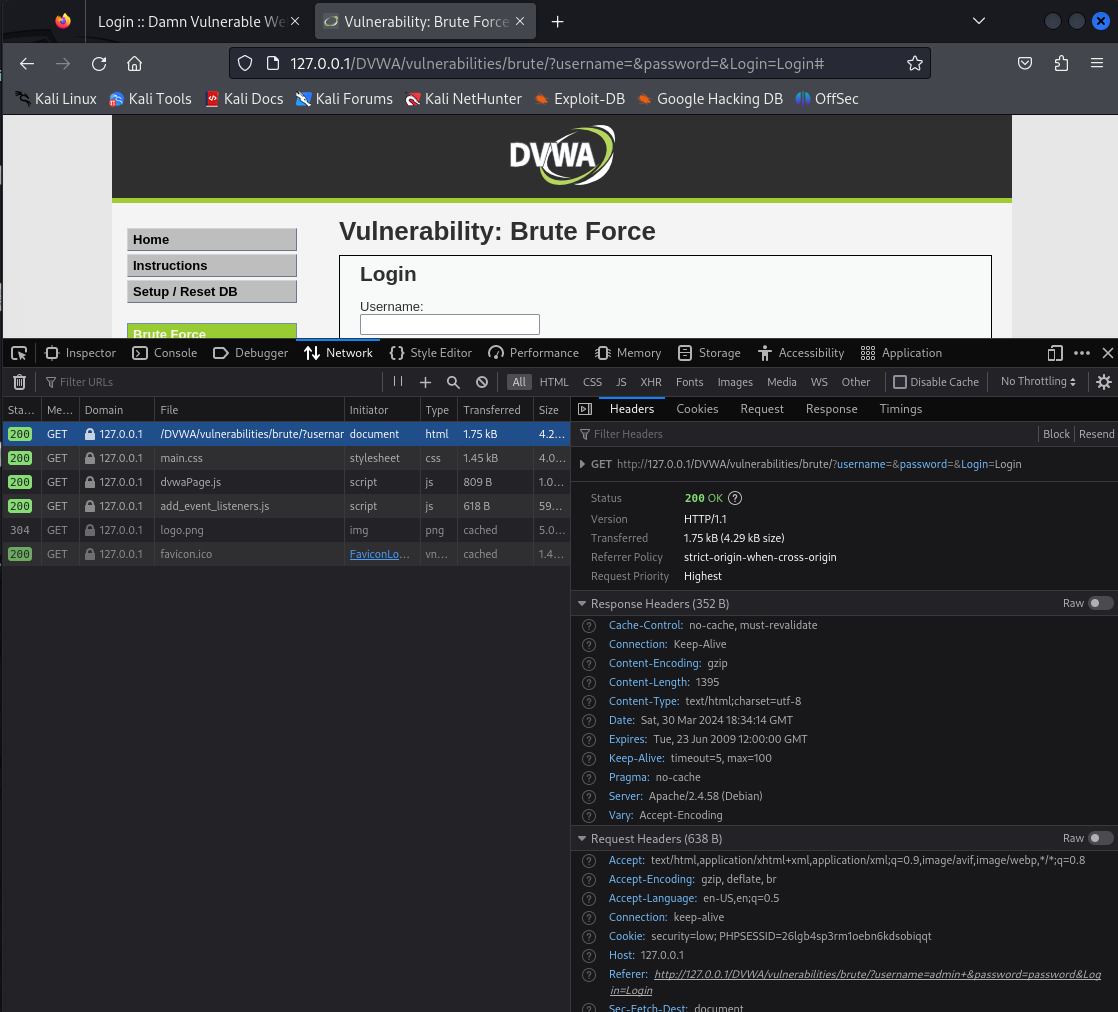 Login :: Damn Vulnerable We
Vulnerability: Brute Force
127.0.0.1/DVWA/vulnerabilities/brute/?username=&password=&Login=Login#
Kali Linux Kali Tools Kali Docs Kali Forums Kali NetHunter Exploit-DB Google Hacking DB OffSec
DVWA
Vulnerability: Brute Force
Home
Instructions
Setup / Reset DB
Brute Force
Login
Username:
Inspector Console Debugger Network Style Editor Performance Memory Storage Accessibility Application
Filter URLs All HTML CSS JS XHR Fonts Images Media WS Other Disable Cache No Throttling
Sta... Me... Domain File Initiator Type Transferred Size
200 GET 127.0.0.1 /DVWA/vulnerabilities/brute/?usernar document html 1.75 kB 4.2...
200 GET 127.0.0.1 main.css stylesheet css 1.45 kB 4.0...
200 GET 127.0.0.1 dvwaPage.js script js 809 B 1.0...
200 GET 127.0.0.1 add_event_listeners.js script js 618 B 59...
304 GET 127.0.0.1 logo.png img png cached 5.0...
200 GET 127.0.0.1 favicon.ico FaviconLo... vn... cached 1.4...
Headers Cookies Request Response Timings
Filter Headers Block Resend
GET http://127.0.0.1/DVWA/vulnerabilities/brute/?username=&password=&Login=Login
Status 200 OK
Version HTTP/1.1
Transferred 1.75 kB (4.29 kB size)
Referrer Policy strict-origin-when-cross-origin
Request Priority Highest
Response Headers (352 B) Raw
Cache-Control: no-cache, must-revalidate
Connection: Keep-Alive
Content-Encoding: gzip
Content-Length: 1395
Content-Type: text/html;charset=utf-8
Date: Sat, 30 Mar 2024 18:34:14 GMT
Expires: Tue, 23 Jun 2009 12:00:00 GMT
Keep-Alive: timeout=5, max=100
Pragma: no-cache
Server: Apache/2.4.58 (Debian)
Vary: Accept-Encoding
Request Headers (638 B) Raw
Accept: text/html,application/xhtml+xml,application/xml;q=0.9,image/avif,image/webp,*/*;q=0.8
Accept-Encoding: gzip, deflate, br
Accept-Language: en-US,en;q=0.5
Connection: keep-alive
Cookie: security=low; PHPSESSID=26lgb4sp3rm1oebn6kdsobiqqt
Host: 127.0.0.1
Referer: http://127.0.0.1/DVWA/vulnerabilities/brute/?username=admin+&password=password&Log
in=Login
Sec-Fetch-Dest: document